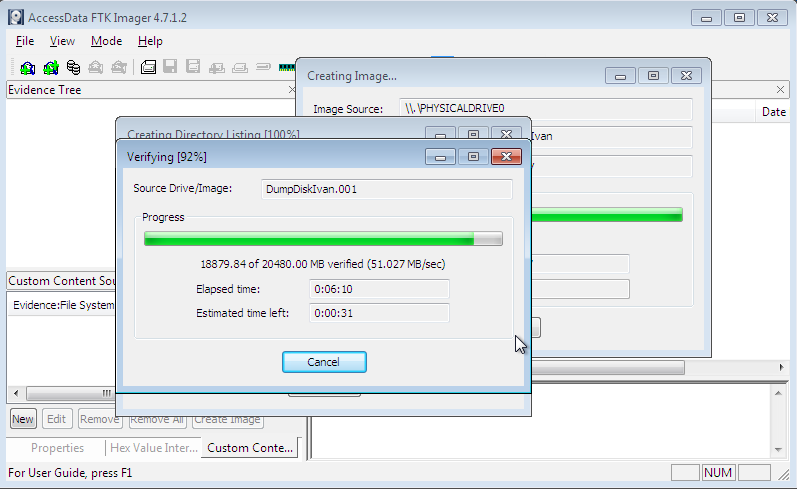 AccessData FTK Imager 4.7.1.2
File View Mode Help
Evidence Tree
Date
Creating Image...
Image Source: \\.\PHYSICALDRIVE0
Ivan
Creating Directory Listing [100%]
Verifying [92%]
Source Drive/Image: DumpDiskIvan.001
Progress
18879.84 of 20480.00 MB verified (51.027 MB/sec)
Elapsed time: 0:06:10
Estimated time left: 0:00:31
Cancel
Custom Content Sou
Evidence:File System
New Edit Remove Remove All Create Image
Properties Hex Value Inter... Custom Conte...
For User Guide, press F1
NUM